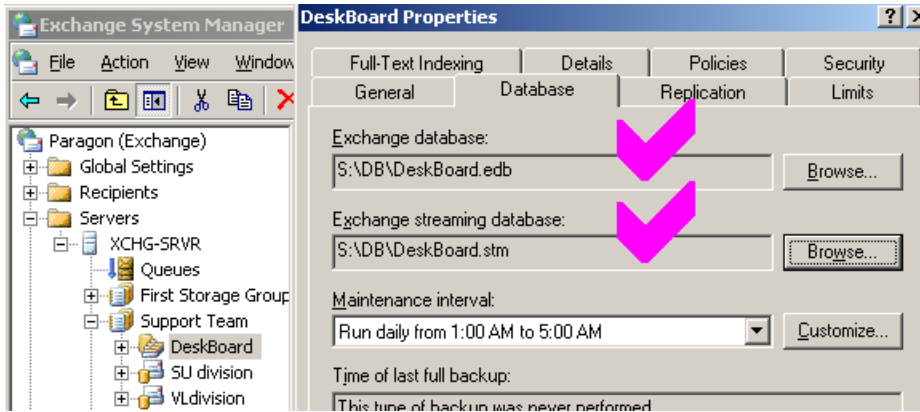 Exchange System Manager
File Action View Window
Paragon (Exchange)
Global Settings
Recipients
Servers
XCHG-SRVR
Queues
First Storage Group
Support Team
DeskBoard
SU division
VLdivision
DeskBoard Properties
Full-Text Indexing Details Policies Security
General Database Replication Limits
Exchange database:
S:\DB\DeskBoard.edb Browse...
Exchange streaming database:
S:\DB\DeskBoard.stm Browse...
Maintenance interval:
Run daily from 1:00 AM to 5:00 AM Customize...
Time of last full backup:
This type of backup was never performed